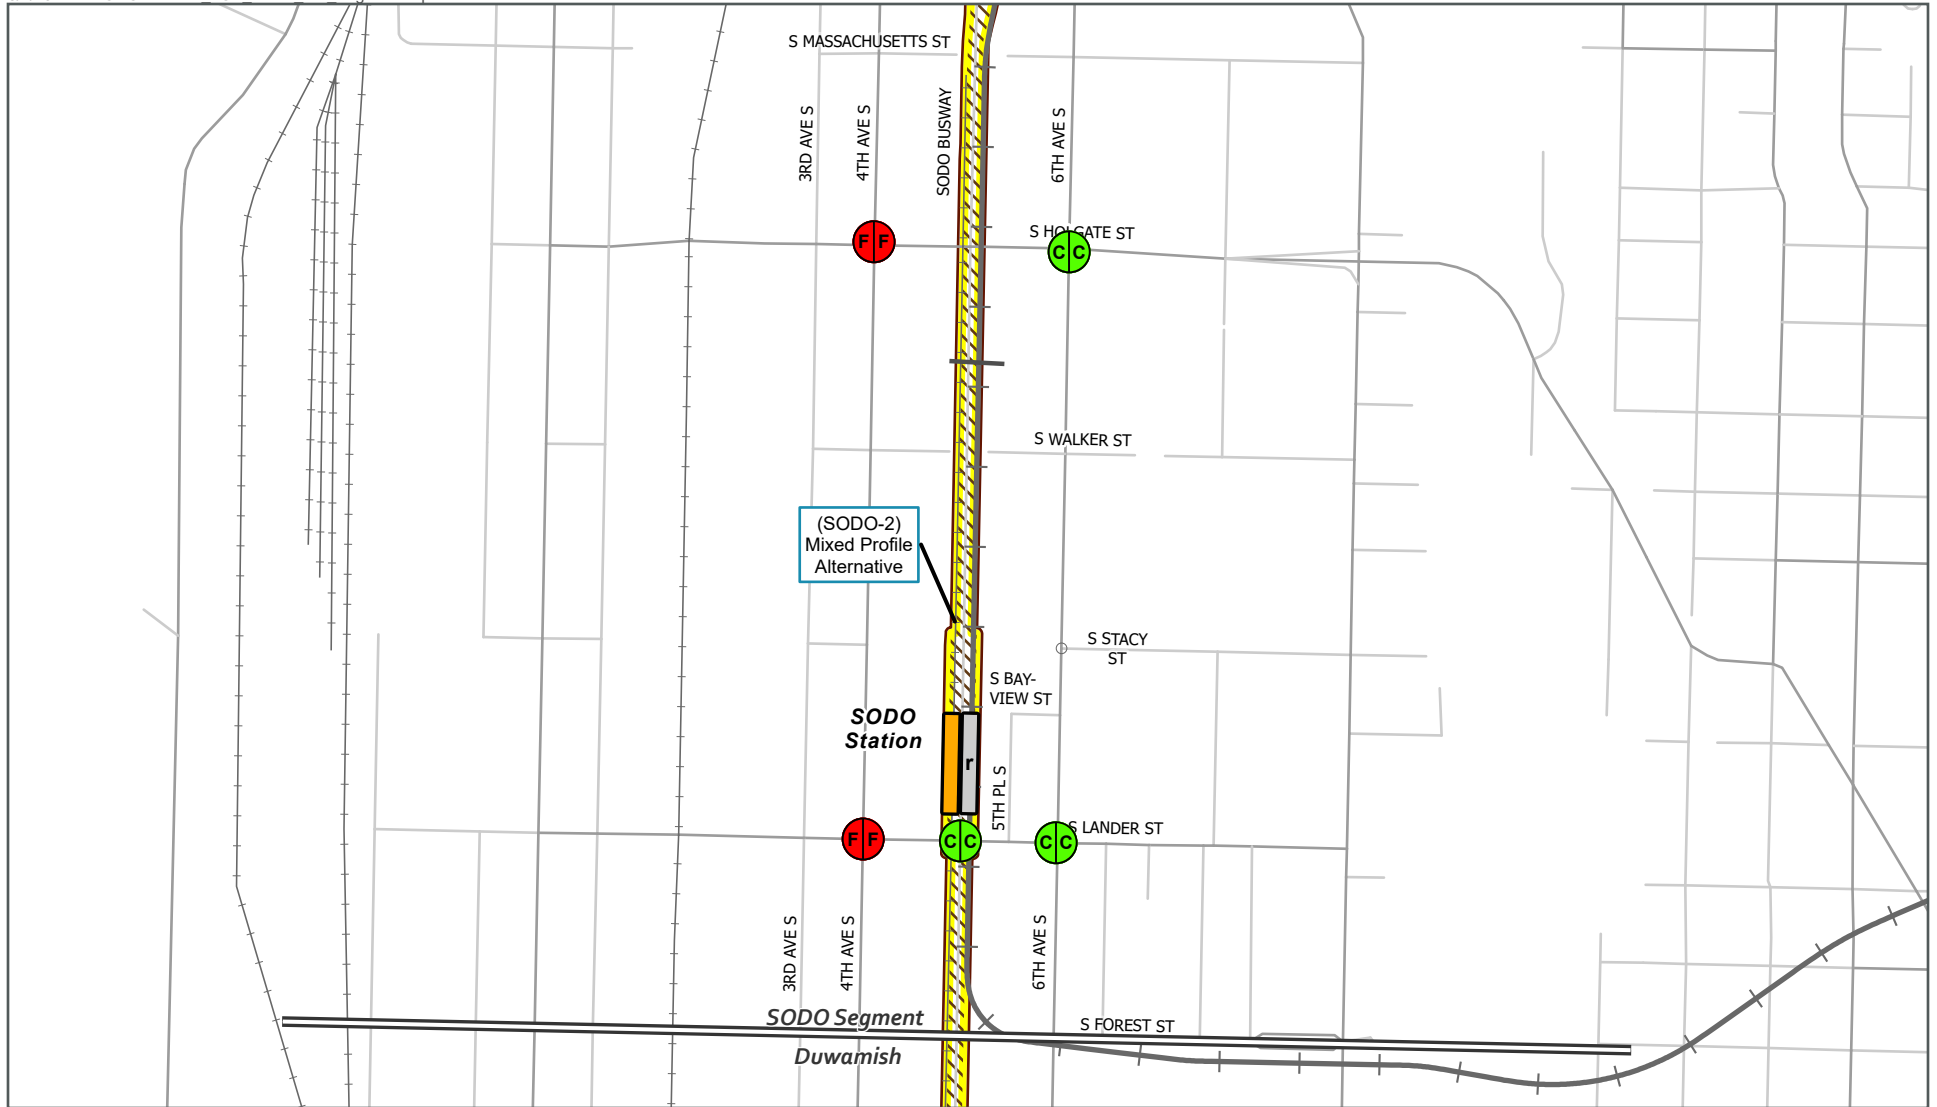 S MASSACHUSETTS ST
3RD AVE S
4TH AVE S
SODO BUSWAY
6TH AVE S
F F
S HOLGATE ST
C C
S WALKER ST
(SODO-2)
Mixed Profile
Alternative
S STACY
ST
S BAY-
VIEW ST
SODO
Station
r
5TH PL S
F F
C C
C C
S LANDER ST
3RD AVE S
4TH AVE S
6TH AVE S
SODO Segment
S FOREST ST
Duwamish